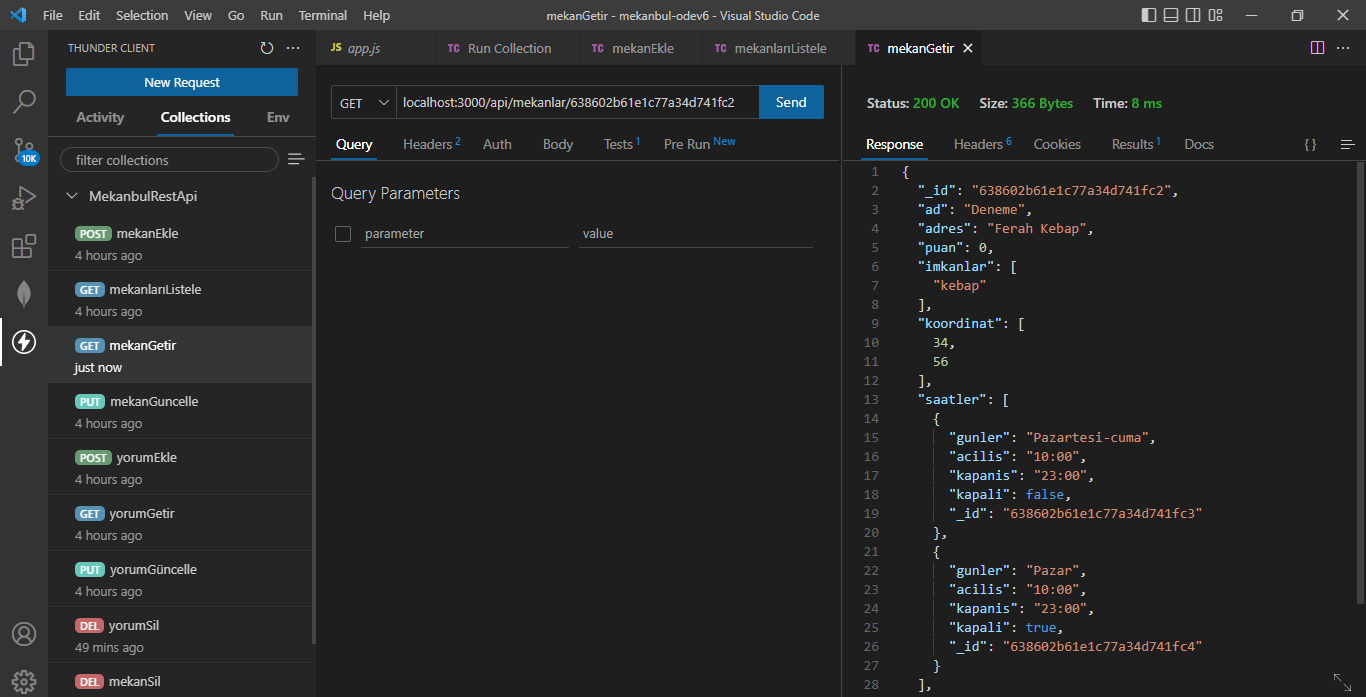 File Edit Selection View Go Run Terminal Help
mekanGetir - mekanbul-odev6 - Visual Studio Code
THUNDER CLIENT
New Request
Activity Collections Env
filter collections
10K
MekanbulRestApi
POST mekanEkle
4 hours ago
GET mekanlarıListele
4 hours ago
GET mekanGetir
just now
PUT mekanGuncelle
4 hours ago
POST yorumEkle
4 hours ago
GET yorumGetir
4 hours ago
PUT yorumGüncelle
4 hours ago
DEL yorumSil
49 mins ago
DEL mekanSil
JS app.js
TC Run Collection
TC mekanEkle
TC mekanlarıListele
TC mekanGetir
GET localhost:3000/api/mekanlar/638602b61e1c77a34d741fc2 Send
Query Headers 2 Auth Body Tests 1 Pre Run New
Query Parameters
parameter value
Status: 200 OK Size: 366 Bytes Time: 8 ms
Response Headers 6 Cookies Results 1 Docs {}
1 {
2 "_id": "638602b61e1c77a34d741fc2",
3 "ad": "Deneme",
4 "adres": "Ferah Kebap",
5 "puan": 0,
6 "imkanlar": [
7 "kebap"
8 ],
9 "koordinat": [
10 34,
11 56
12 ],
13 "saatler": [
14 {
15 "gunler": "Pazartesi-cuma",
16 "acilis": "10:00",
17 "kapanis": "23:00",
18 "kapali": false,
19 "_id": "638602b61e1c77a34d741fc3"
20 },
21 {
22 "gunler": "Pazar",
23 "acilis": "10:00",
24 "kapanis": "23:00",
25 "kapali": true,
26 "_id": "638602b61e1c77a34d741fc4"
27 }
28 ],